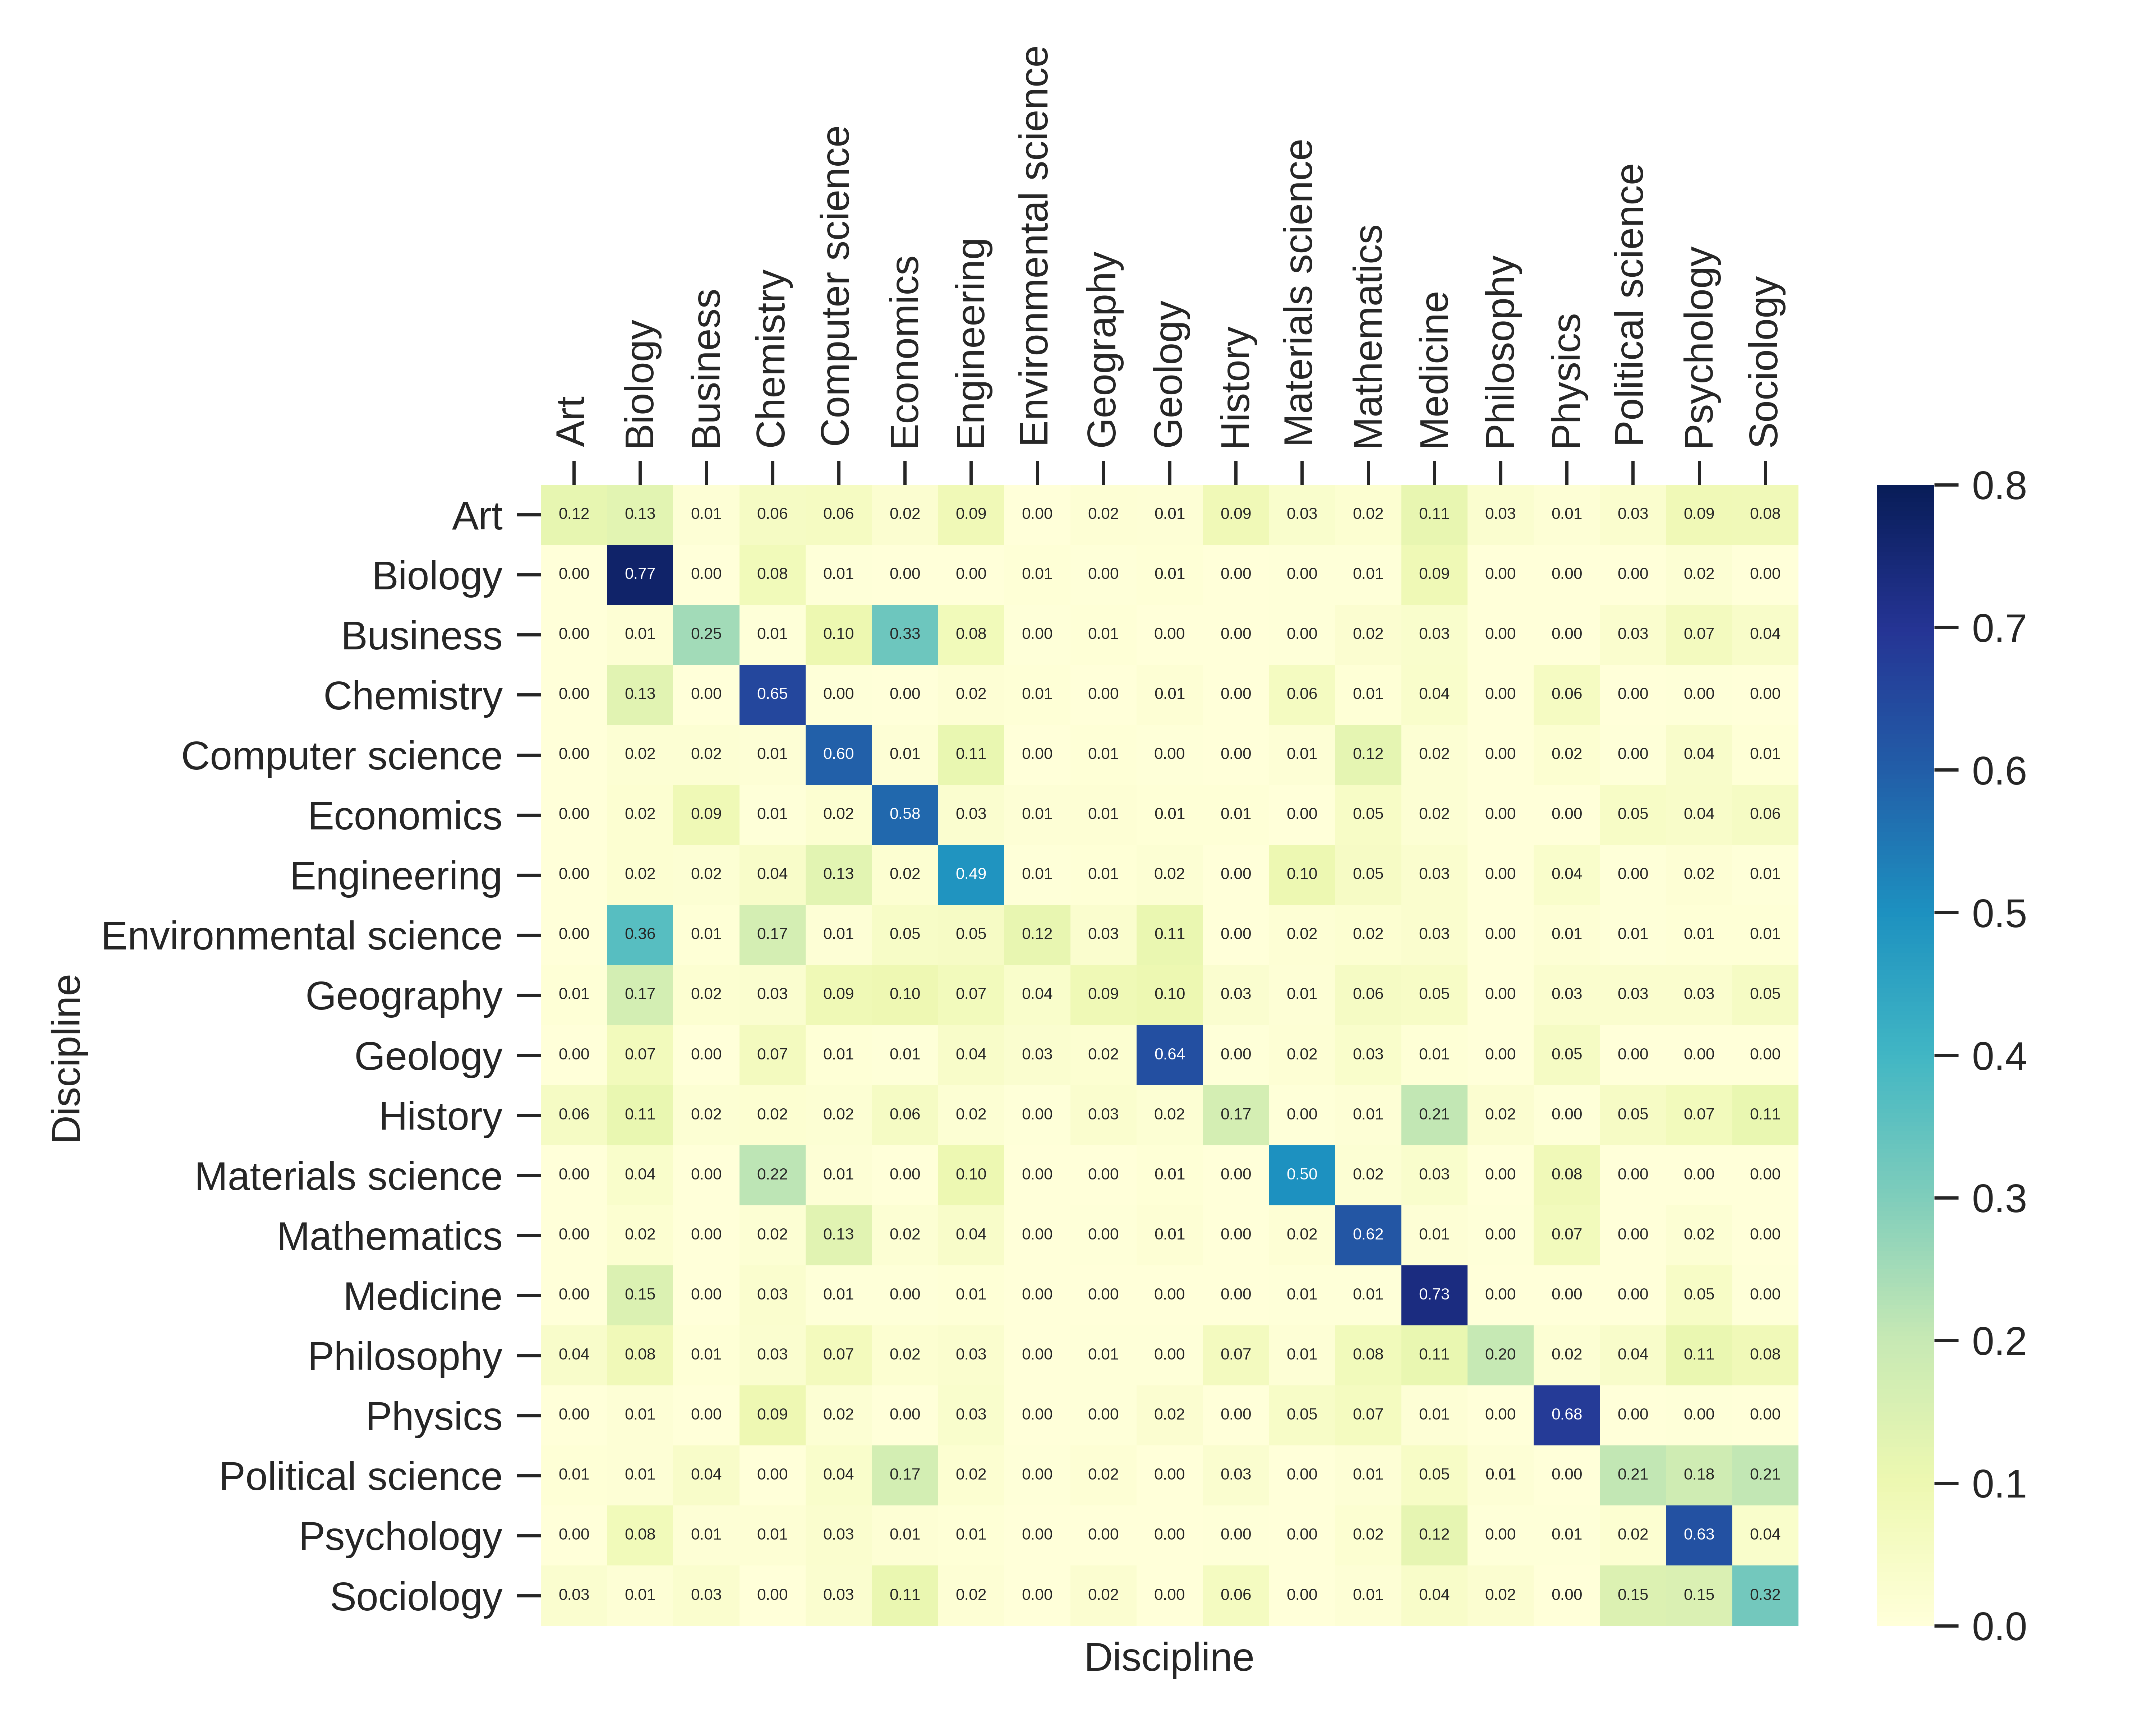 Art Biology Business Chemistry Computer science Economics Engineering Environmental science Geography Geology History Materials science Mathematics Medicine Philosophy Physics Political science Psychology Sociology
Art 0.12 0.13 0.01 0.06 0.06 0.02 0.09 0.00 0.02 0.01 0.09 0.03 0.02 0.11 0.03 0.01 0.03 0.09 0.08
Biology 0.00 0.77 0.00 0.08 0.01 0.00 0.00 0.01 0.00 0.01 0.00 0.00 0.01 0.09 0.00 0.00 0.00 0.02 0.00
Business 0.00 0.01 0.25 0.01 0.10 0.33 0.08 0.00 0.01 0.00 0.00 0.00 0.02 0.03 0.00 0.00 0.03 0.07 0.04
Chemistry 0.00 0.13 0.00 0.65 0.00 0.00 0.02 0.01 0.00 0.01 0.00 0.06 0.01 0.04 0.00 0.06 0.00 0.00 0.00
Computer science 0.00 0.02 0.02 0.01 0.60 0.01 0.11 0.00 0.01 0.00 0.00 0.01 0.12 0.02 0.00 0.02 0.00 0.04 0.01
Economics 0.00 0.02 0.09 0.01 0.02 0.58 0.03 0.01 0.01 0.01 0.01 0.00 0.05 0.02 0.00 0.00 0.05 0.04 0.06
Engineering 0.00 0.02 0.02 0.04 0.13 0.02 0.49 0.01 0.01 0.02 0.00 0.10 0.05 0.03 0.00 0.04 0.00 0.02 0.01
Environmental science 0.00 0.36 0.01 0.17 0.01 0.05 0.05 0.12 0.03 0.11 0.00 0.02 0.02 0.03 0.00 0.01 0.01 0.01 0.01
Geography 0.01 0.17 0.02 0.03 0.09 0.10 0.07 0.04 0.09 0.10 0.03 0.01 0.06 0.05 0.00 0.03 0.03 0.03 0.05
Geology 0.00 0.07 0.00 0.07 0.01 0.01 0.04 0.03 0.02 0.64 0.00 0.02 0.03 0.01 0.00 0.05 0.00 0.00 0.00
History 0.06 0.11 0.02 0.02 0.02 0.06 0.02 0.00 0.03 0.02 0.17 0.00 0.01 0.21 0.02 0.00 0.05 0.07 0.11
Materials science 0.00 0.04 0.00 0.22 0.01 0.00 0.10 0.00 0.00 0.01 0.00 0.50 0.02 0.03 0.00 0.08 0.00 0.00 0.00
Mathematics 0.00 0.02 0.00 0.02 0.13 0.02 0.04 0.00 0.00 0.01 0.00 0.02 0.62 0.01 0.00 0.07 0.00 0.02 0.00
Medicine 0.00 0.15 0.00 0.03 0.01 0.00 0.01 0.00 0.00 0.00 0.00 0.01 0.01 0.73 0.00 0.00 0.00 0.05 0.00
Philosophy 0.04 0.08 0.01 0.03 0.07 0.02 0.03 0.00 0.01 0.00 0.07 0.01 0.08 0.11 0.20 0.02 0.04 0.11 0.08
Physics 0.00 0.01 0.00 0.09 0.02 0.00 0.03 0.00 0.00 0.02 0.00 0.05 0.07 0.01 0.00 0.68 0.00 0.00 0.00
Political science 0.01 0.01 0.04 0.00 0.04 0.17 0.02 0.00 0.02 0.00 0.03 0.00 0.01 0.05 0.01 0.00 0.21 0.18 0.21
Psychology 0.00 0.08 0.01 0.01 0.03 0.01 0.01 0.00 0.00 0.00 0.00 0.00 0.02 0.12 0.00 0.01 0.02 0.63 0.04
Sociology 0.03 0.01 0.03 0.00 0.03 0.11 0.02 0.00 0.02 0.00 0.06 0.00 0.01 0.04 0.02 0.00 0.15 0.15 0.32
Discipline
Discipline
0.8
0.7
0.6
0.5
0.4
0.3
0.2
0.1
0.0